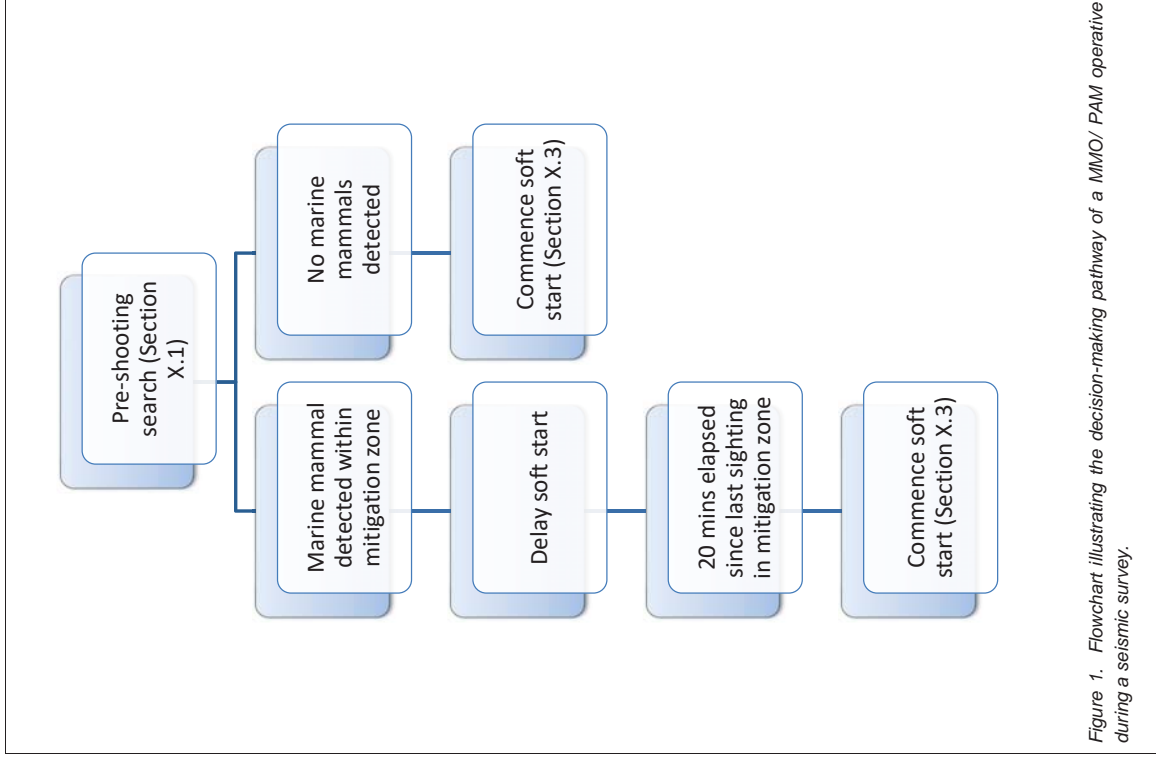 Pre-shooting
search (Section
X.1)
Marine mammal
detected within
mitigation zone
Delay soft start
20 mins elapsed
since last sighting
in mitigation zone
Commence soft
start (Section X.3)
No marine
mammals
detected
Commence soft
start (Section X.3)
Figure 1. Flowchart illustrating the decision-making pathway of a MMO/ PAM operative
during a seismic survey.